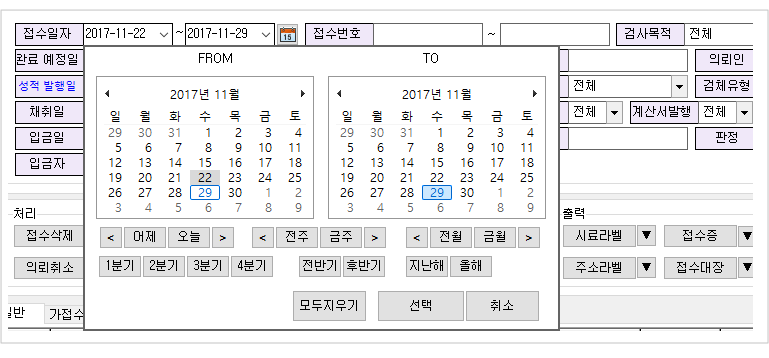 접수일자 2017-11-22 ~ 2017-11-29 접수번호 ~ 검사목적 전체
완료 예정일 의뢰인
성적 발행일 전체 검체유형
채취일 전체 계산서발행 전체
입금일 판정
입금자
FROM TO
2017년 11월 2017년 11월
일 월 화 수 목 금 토 일 월 화 수 목 금 토
29 30 31 1 2 3 4 29 30 31 1 2 3 4
5 6 7 8 9 10 11 5 6 7 8 9 10 11
12 13 14 15 16 17 18 12 13 14 15 16 17 18
19 20 21 22 23 24 25 19 20 21 22 23 24 25
26 27 28 29 30 1 2 26 27 28 29 30 1 2
3 4 5 6 7 8 9 3 4 5 6 7 8 9
처리 출력
접수삭제 < 어제 오늘 > < 전주 금주 > < 전월 금월 > 시료라벨 ▼ 접수증 ▼
의뢰취소 1분기 2분기 3분기 4분기 전반기 후반기 지난해 올해 주소라벨 ▼ 접수대장 ▼
모두지우기 선택 취소
일반 가접수